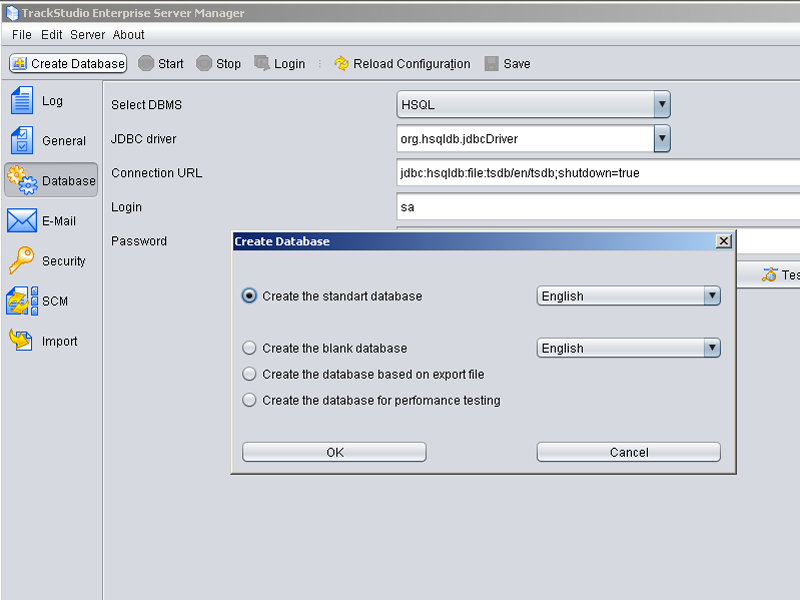 TrackStudio Enterprise Server Manager
File Edit Server About
Create Database Start Stop Login Reload Configuration Save
Log
General
Database
E-Mail
Security
SCM
Import
Select DBMS HSQL
JDBC driver org.hsqldb.jdbcDriver
Connection URL jdbc:hsqldb:file:tsdb/en/tsdb;shutdown=true
Login sa
Password
Tes
Create Database
Create the standart database English
Create the blank database English
Create the database based on export file
Create the database for perfomance testing
OK Cancel